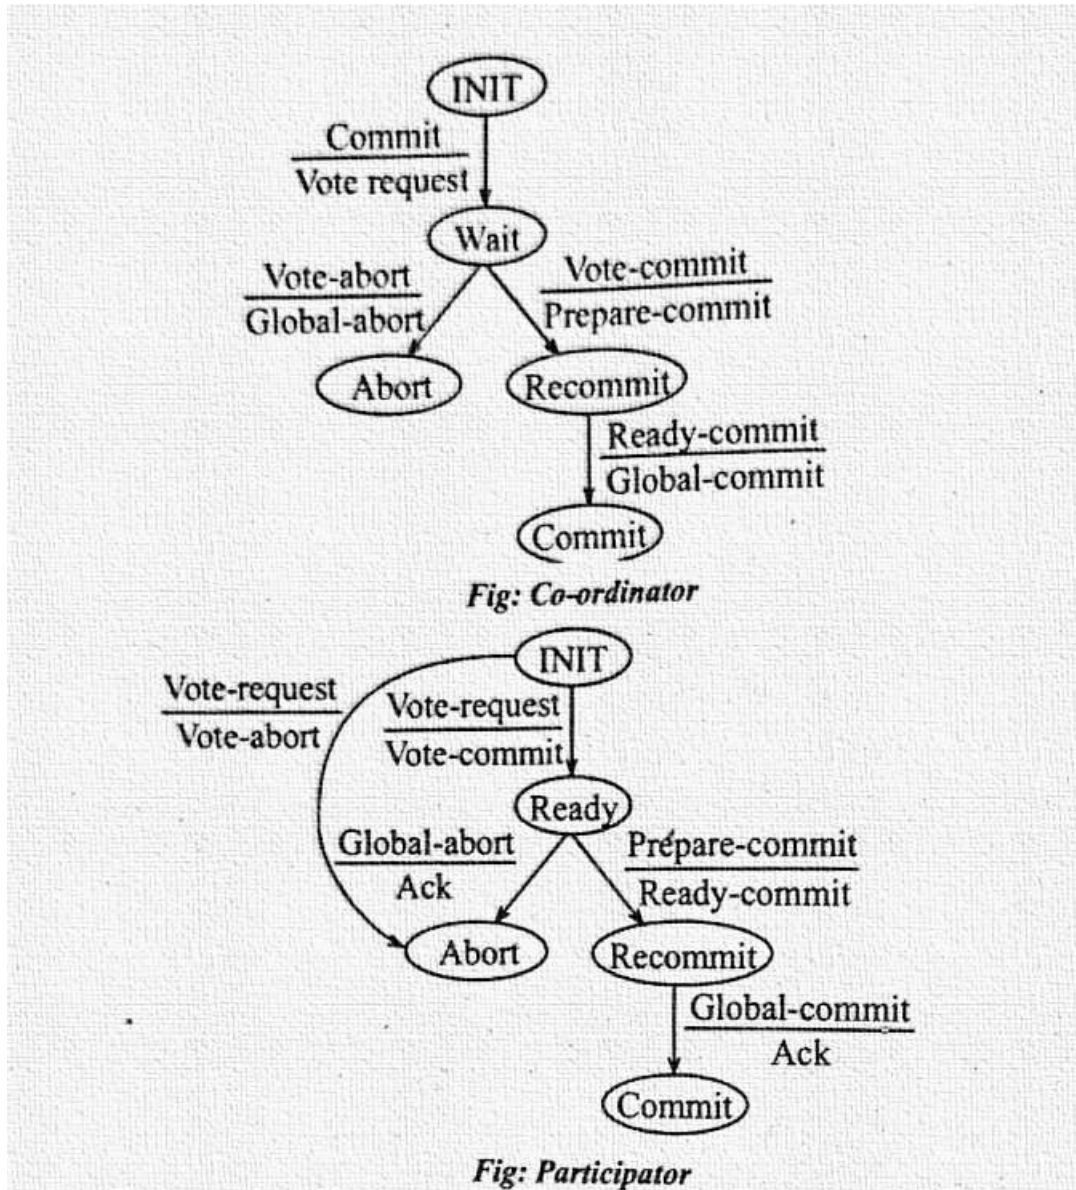 INIT
Commit
Vote request
Wait
Vote-abort
Global-abort
Vote-commit
Prepare-commit
Abort
Recommit
Ready-commit
Global-commit
Commit
Fig: Co-ordinator
INIT
Vote-request
Vote-abort
Vote-request
Vote-commit
Ready
Global-abort
Ack
Prépare-commit
Ready-commit
Abort
Recommit
Global-commit
Ack
Commit
Fig: Participator